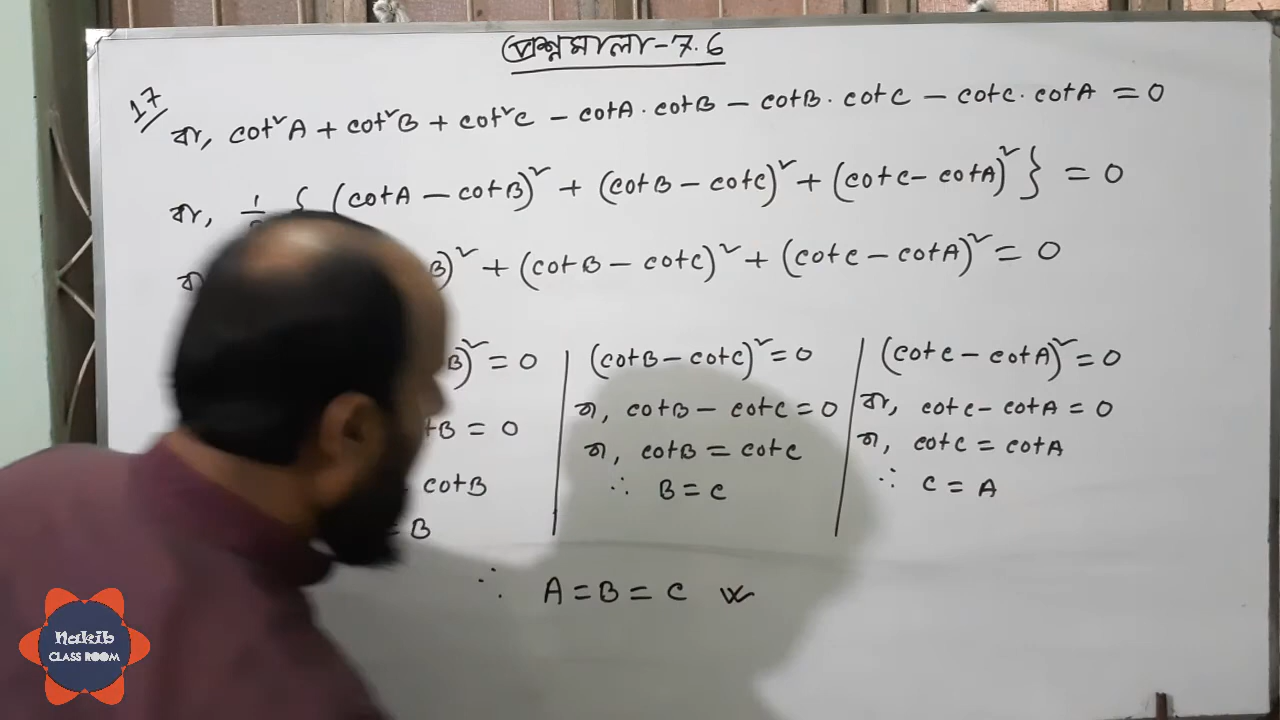 প্রশ্নমালা-7.6
17
বা, cot²A + cot²B + cot²C - cotA . cotB - cotB . cotC - cotC . cotA = 0
বা, { (cotA - cotB)² + (cotB - cotC)² + (cotC - cotA)² } = 0
B)² + (cotB - cotC)² + (cotC - cotA)² = 0
B)² = 0
tB = 0
= cotB
= B
(cotB - cotC)² = 0
বা, cotB - cotC = 0
বা, cotB = cotC
∴ B = C
(cotC - cotA)² = 0
বা, cotC - cotA = 0
বা, cotC = cotA
∴ C = A
∴ A = B = C
Nakib
CLASS ROOM